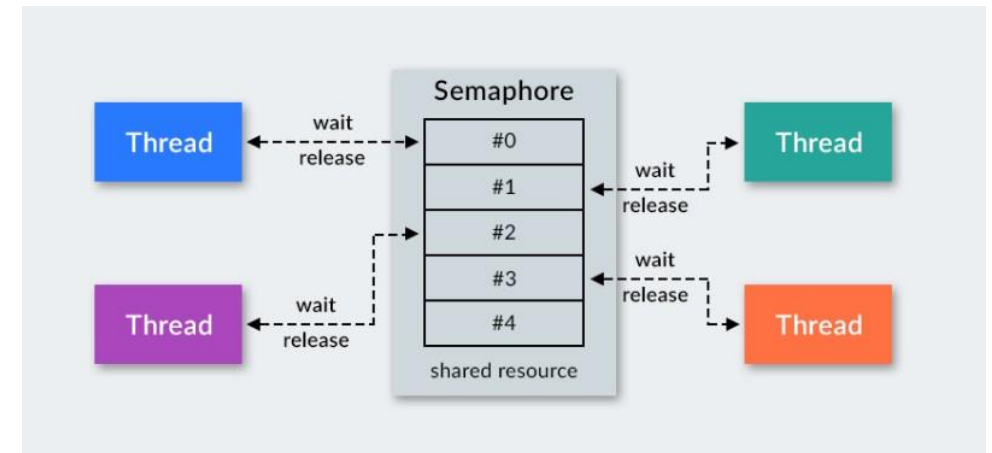 Semaphore
Thread
wait
release
#0
#1
#2
#3
#4
shared resource
wait
release
Thread
Thread
wait
release
wait
release
Thread